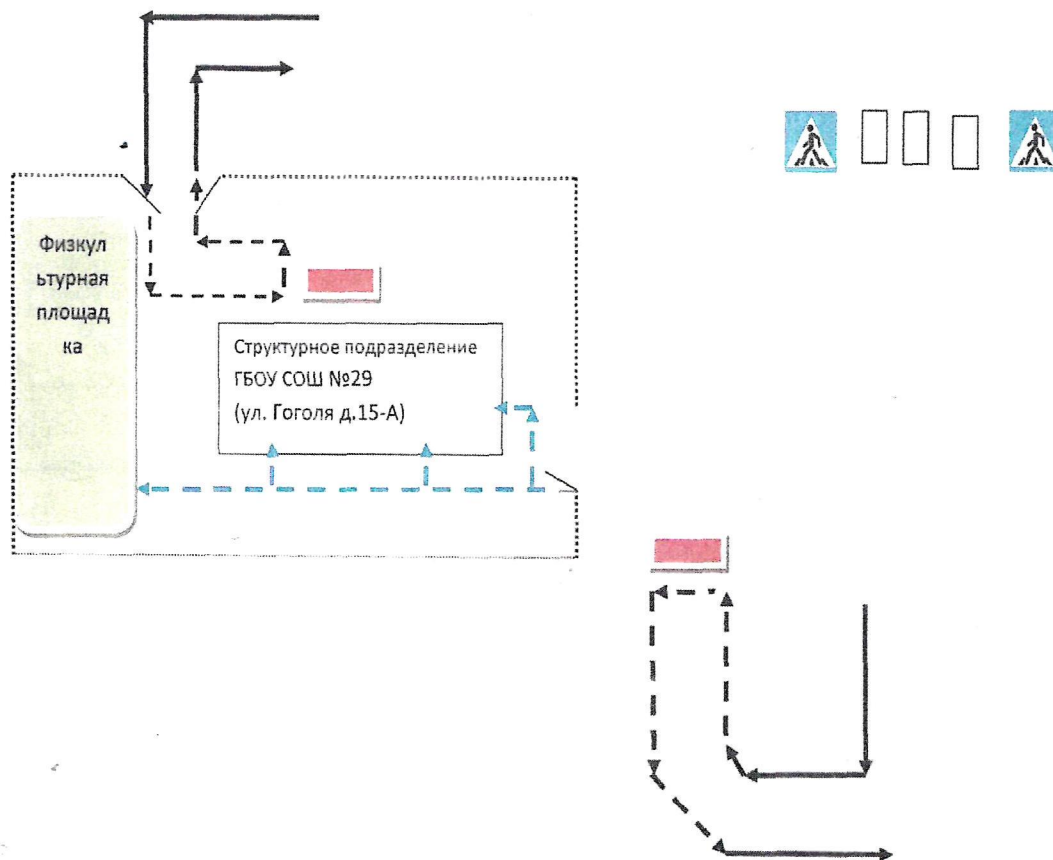 Физкул
ьтурная
площад
ка
Структурное подразделение
ГБОУ СОШ №29
(ул. Гоголя д.15-А)